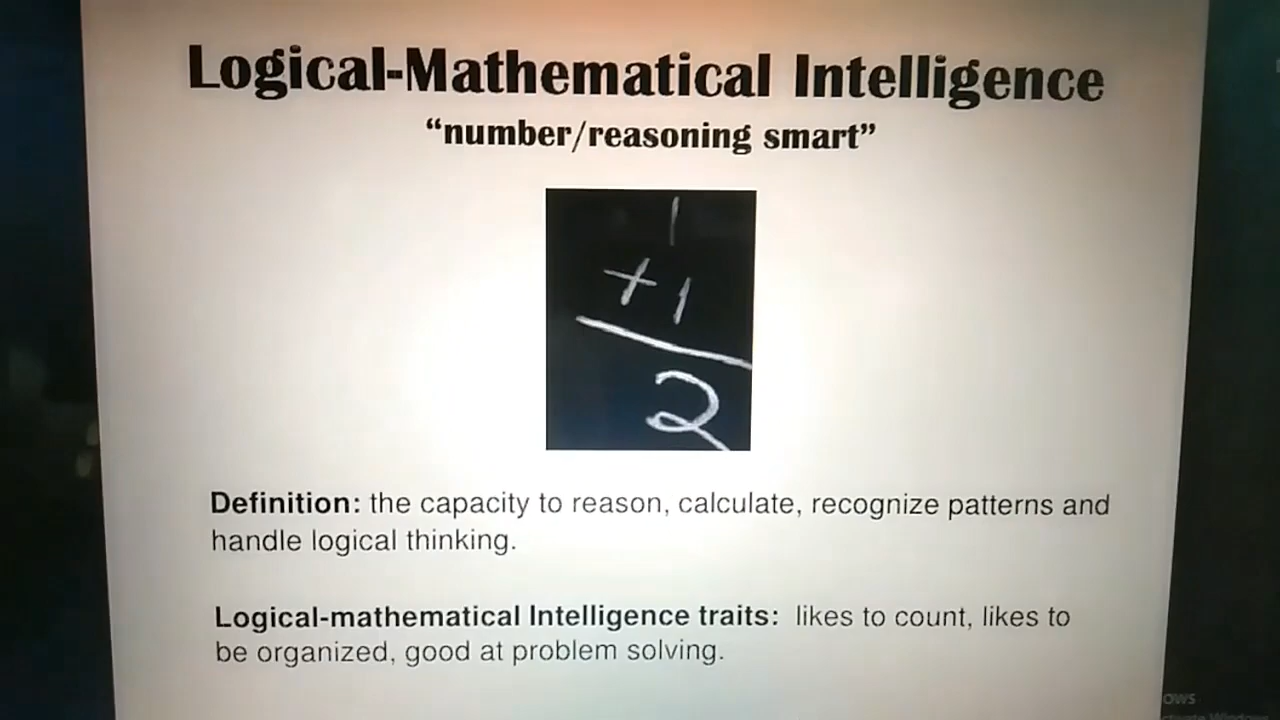 Logical-Mathematical Intelligence
“number/reasoning smart”
1
+1
2
Definition: the capacity to reason, calculate, recognize patterns and
handle logical thinking.
Logical-mathematical Intelligence traits: likes to count, likes to
be organized, good at problem solving.